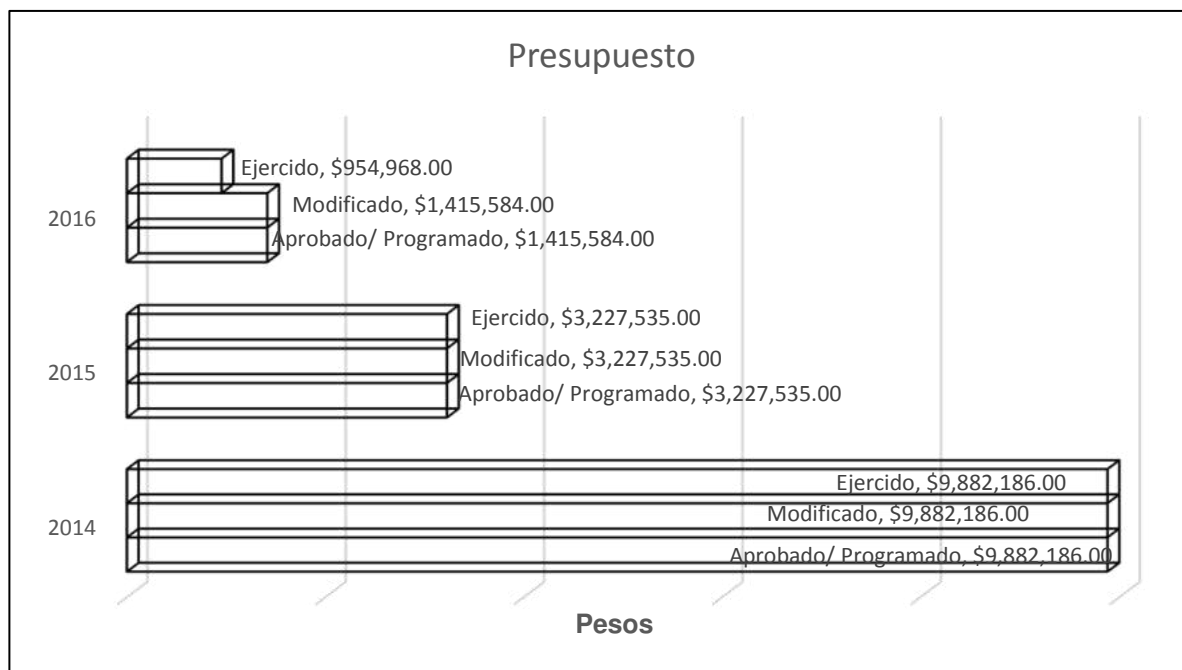 Presupuesto
Ejercido, $954,968.00
Modificado, $1,415,584.00
2016
Aprobado/ Programado, $1,415,584.00
Ejercido, $3,227,535.00
Modificado, $3,227,535.00
2015
Aprobado/ Programado, $3,227,535.00
Ejercido, $9,882,186.00
Modificado, $9,882,186.00
2014
Aprobado/ Programado, $9,882,186.00
Pesos